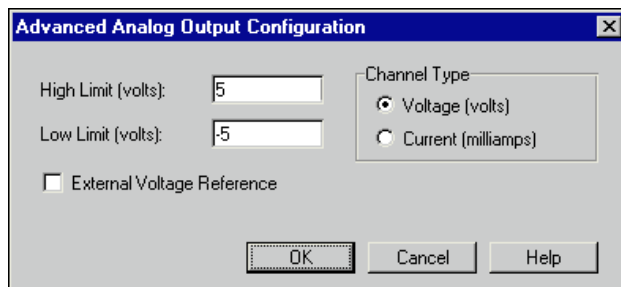 Advanced Analog Output Configuration
High Limit (volts): 5
Low Limit (volts): -5
Channel Type
Voltage (volts)
Current (milliamps)
External Voltage Reference
OK Cancel Help